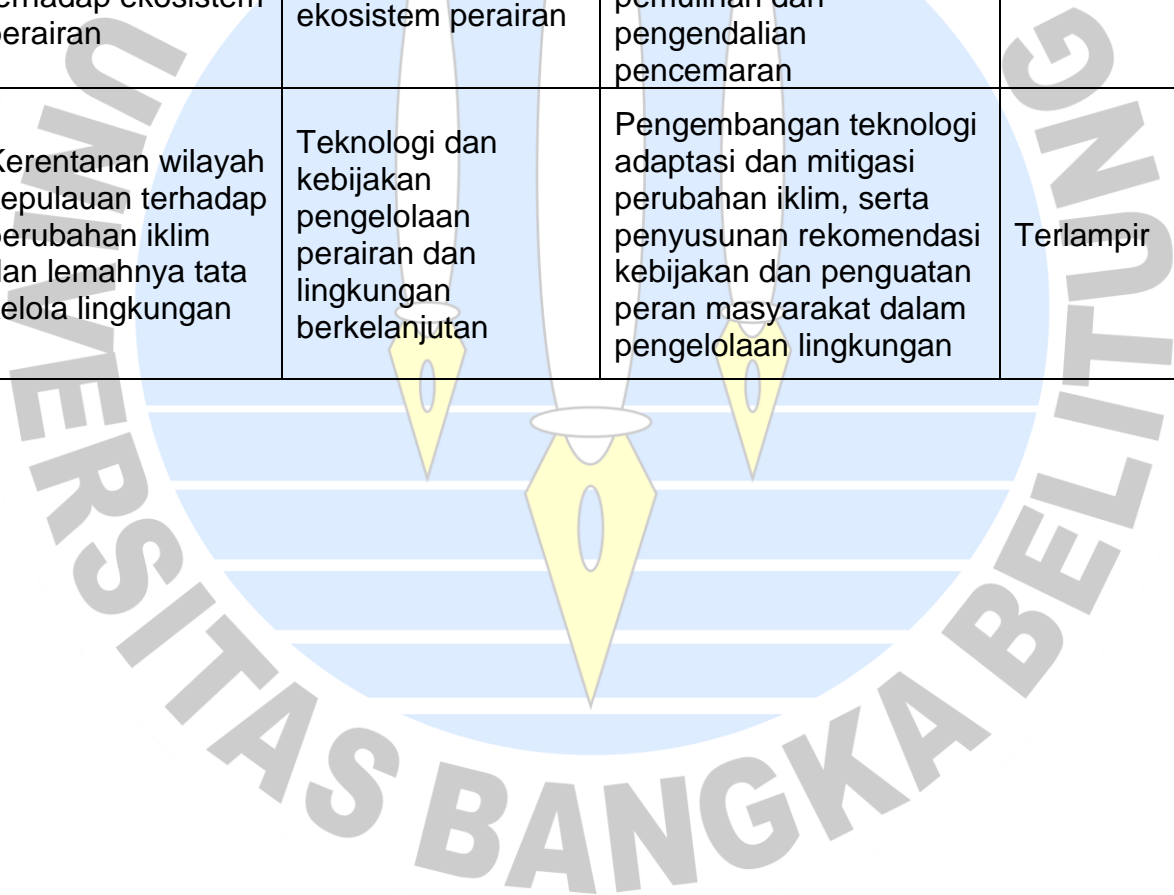 terhadap ekosistem
perairan
ekosistem perairan
pemulihan dan
pengendalian
pencemaran
Kerentanan wilayah
kepulauan terhadap
perubahan iklim
dan lemahnya tata
kelola lingkungan
Teknologi dan
kebijakan
pengelolaan
perairan dan
lingkungan
berkelanjutan
Pengembangan teknologi
adaptasi dan mitigasi
perubahan iklim, serta
penyusunan rekomendasi
kebijakan dan penguatan
peran masyarakat dalam
pengelolaan lingkungan
Terlampir
UNIVERSITAS BANGKA BELITUNG